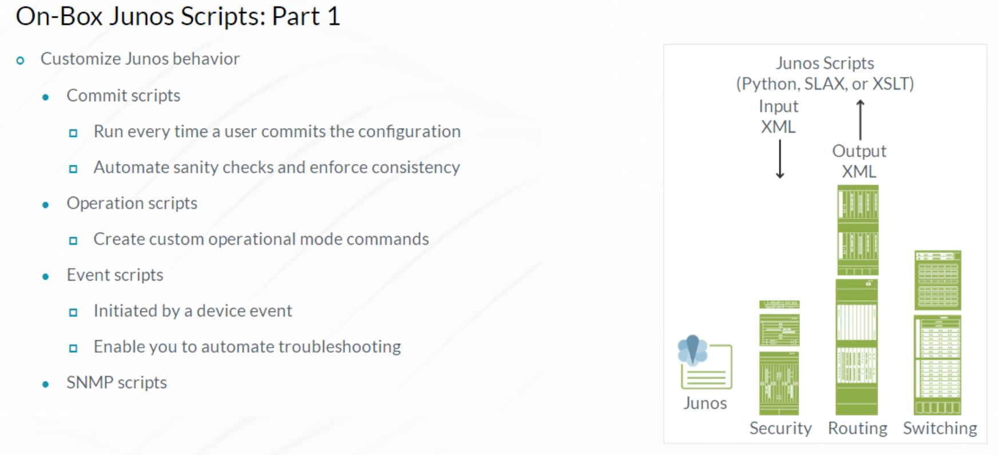 On-Box Junos Scripts: Part 1
Customize Junos behavior
Commit scripts
Run every time a user commits the configuration
Automate sanity checks and enforce consistency
Operation scripts
Create custom operational mode commands
Event scripts
Initiated by a device event
Enable you to automate troubleshooting
SNMP scripts
Junos Scripts
(Python, SLAX, or XSLT)
Input
XML
Output
XML
Junos
Security
Routing
Switching